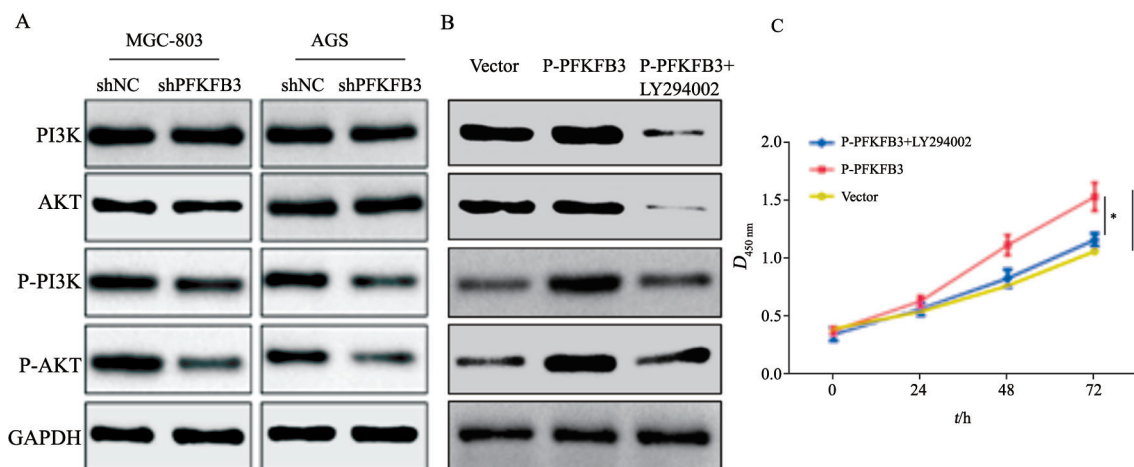 A
MGC-803 AGS
shNC shPFKFB3 shNC shPFKFB3
PI3K
AKT
P-PI3K
P-AKT
GAPDH
B
Vector P-PFKFB3 P-PFKFB3+
LY294002
C
P-PFKFB3+LY294002
P-PFKFB3
Vector
2.0
1.5
1.0
0.5
0.0
D450 nm
*
0 24 48 72
t/h